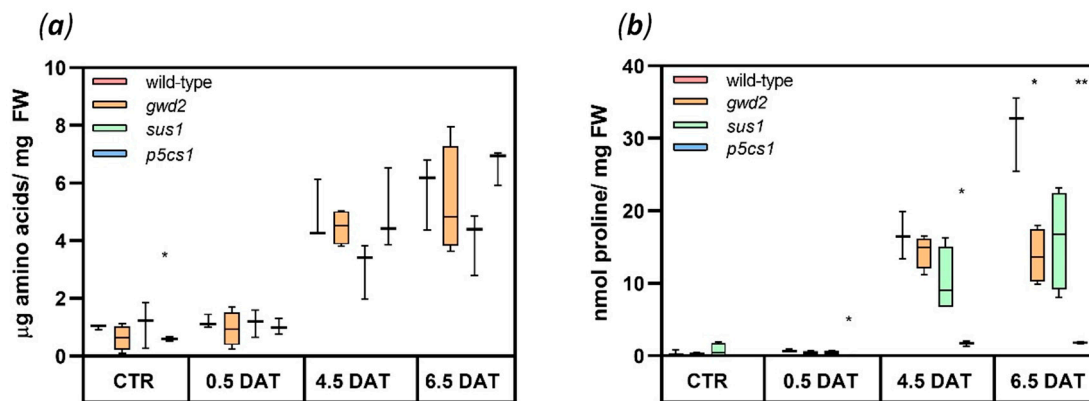 (a)
µg amino acids/ mg FW
10
8
6
4
2
0
wild-type
gwd2
sus1
p5cs1
*
CTR
0.5 DAT
4.5 DAT
6.5 DAT
(b)
nmol proline/ mg FW
40
30
20
10
0
wild-type
gwd2
sus1
p5cs1
*
*
*
**
CTR
0.5 DAT
4.5 DAT
6.5 DAT